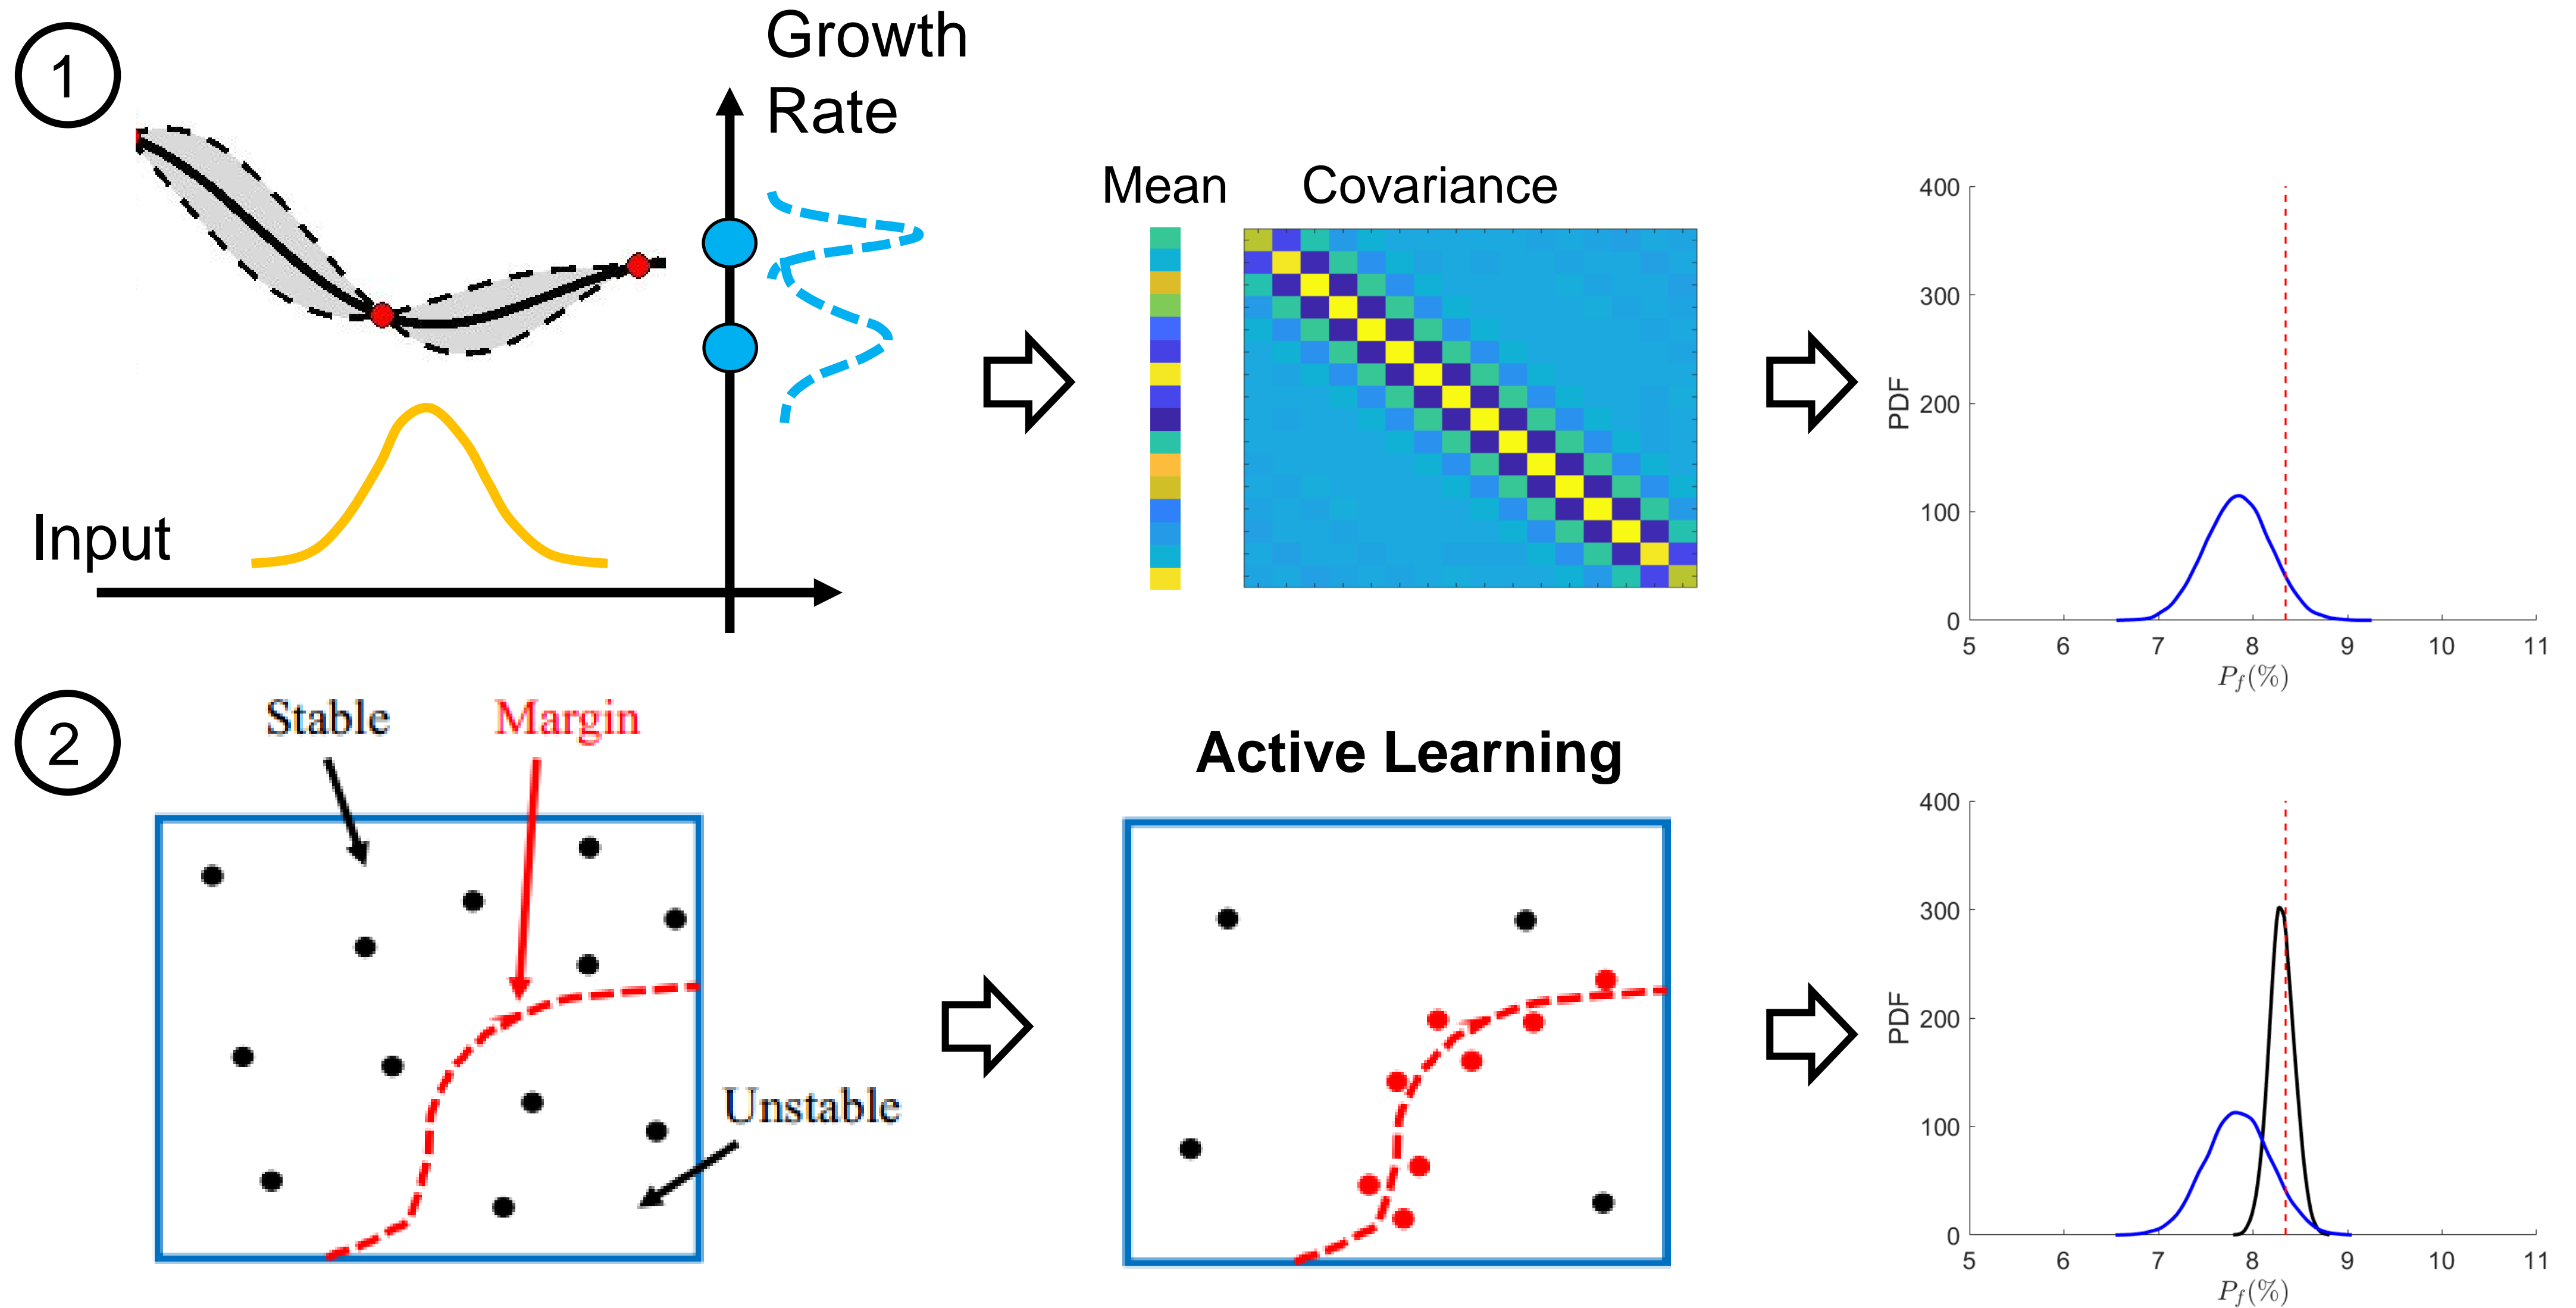 1
Growth
Rate
Input
Mean
Covariance
400
300
200
100
0
PDF
5 6 7 8 9 10 11
P_f(%)
2
Stable
Margin
Unstable
Active Learning
400
300
200
100
0
PDF
5 6 7 8 9 10 11
P_f(%)